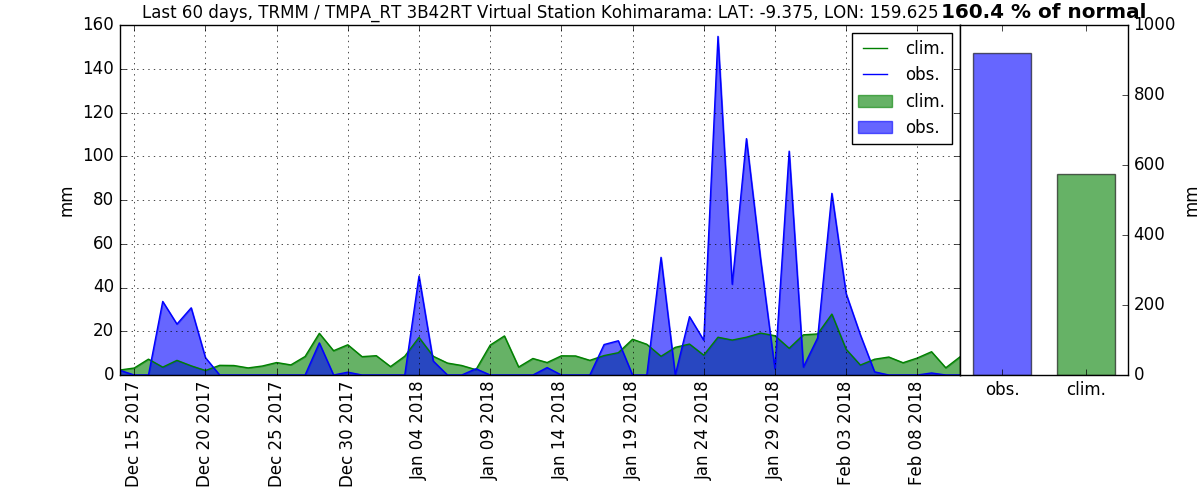 Last 60 days, TRMM / TMPA_RT 3B42RT Virtual Station Kohimarama: LAT: -9.375, LON: 159.625
160.4 % of normal
160
140
120
100
80
60
40
20
0
mm
clim.
obs.
clim.
obs.
Dec 15 2017
Dec 20 2017
Dec 25 2017
Dec 30 2017
Jan 04 2018
Jan 09 2018
Jan 14 2018
Jan 19 2018
Jan 24 2018
Jan 29 2018
Feb 03 2018
Feb 08 2018
1000
800
600
400
200
0
mm
obs.
clim.